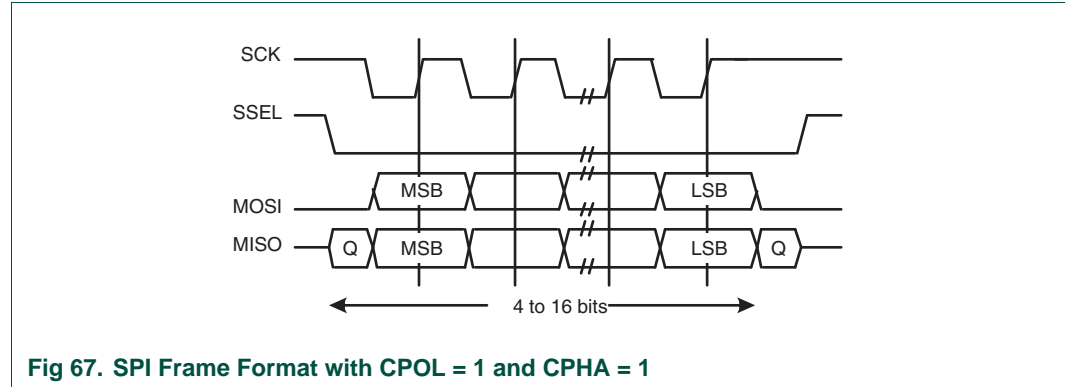 SCK
SSEL
MOSI MSB LSB
MISO Q MSB LSB Q
4 to 16 bits
Fig 67. SPI Frame Format with CPOL = 1 and CPHA = 1